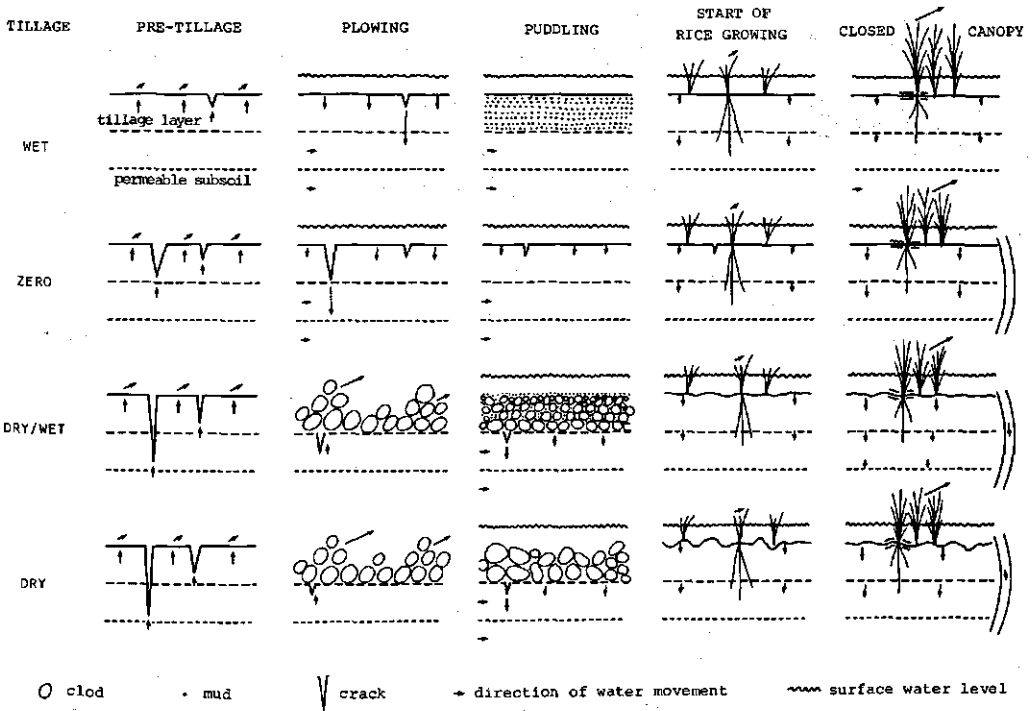 TILLAGE PRE-TILLAGE PLOWING PUDDLING START OF RICE GROWING CLOSED CANOPY
tillage layer
WET
permeable subsoil
ZERO
DRY/WET
DRY
clod mud crack direction of water movement surface water level